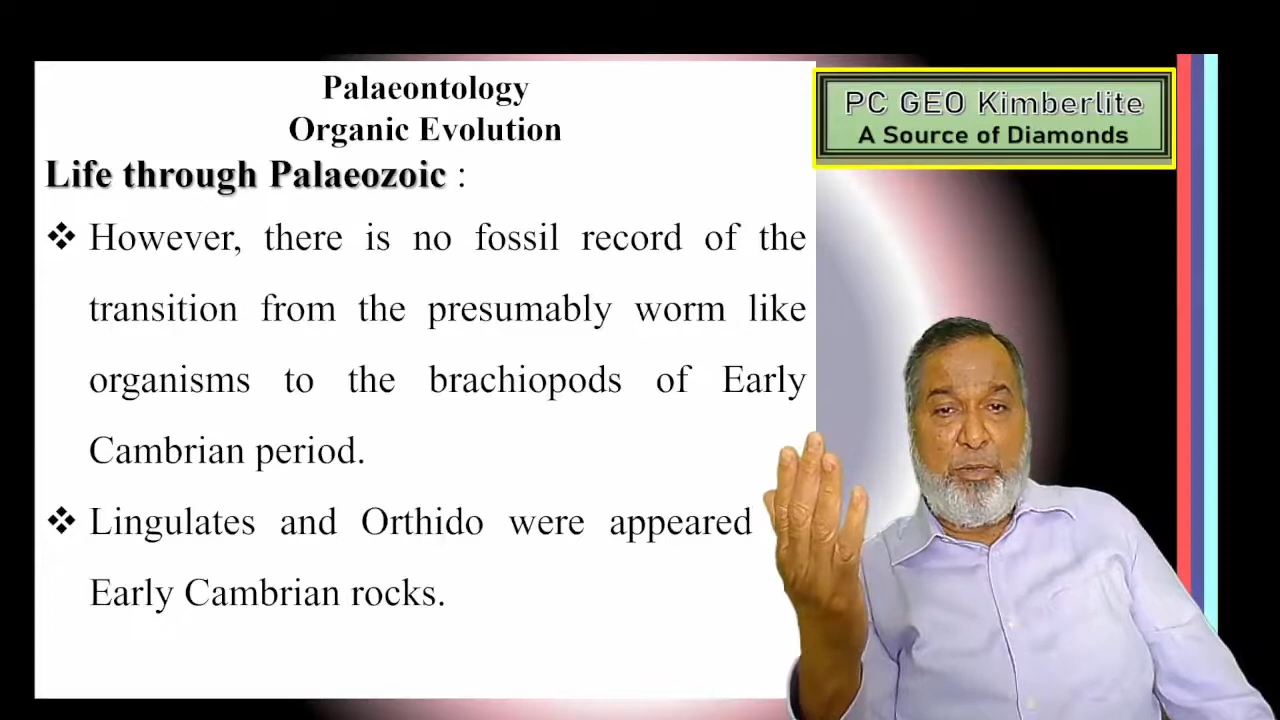 Palaeontology
Organic Evolution
Life through Palaeozoic :
❖ However, there is no fossil record of the
transition from the presumably worm like
organisms to the brachiopods of Early
Cambrian period.
❖ Lingulates and Orthido were appeared
Early Cambrian rocks.
PC GEO Kimberlite
A Source of Diamonds